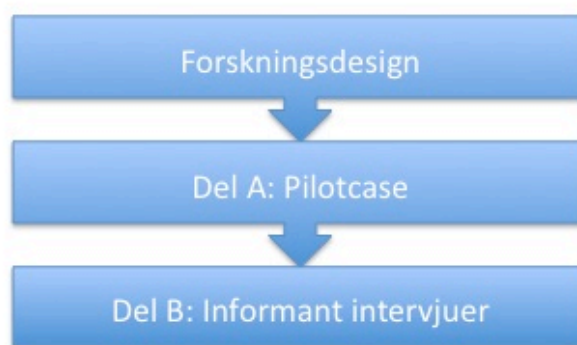 Forskningsdesign
Del A: Pilotcase
Del B: Informant intervjuer